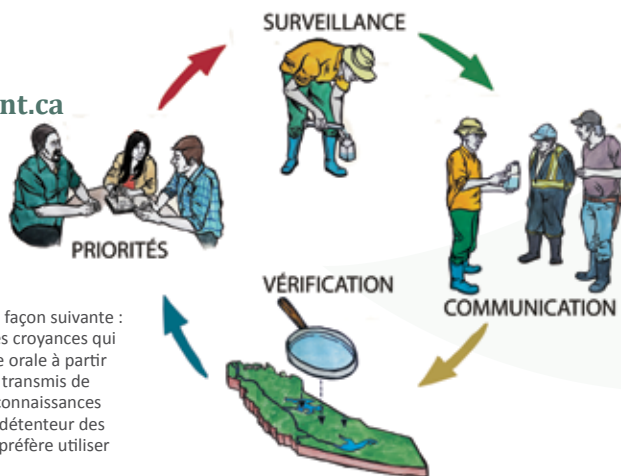 SURVEILLANCE
nt.ca
PRIORITÉS
COMMUNICATION
VÉRIFICATION
façon suivante :
es croyances qui
e orale à partir
transmis de
connaissances
détenteur des
préfère utiliser